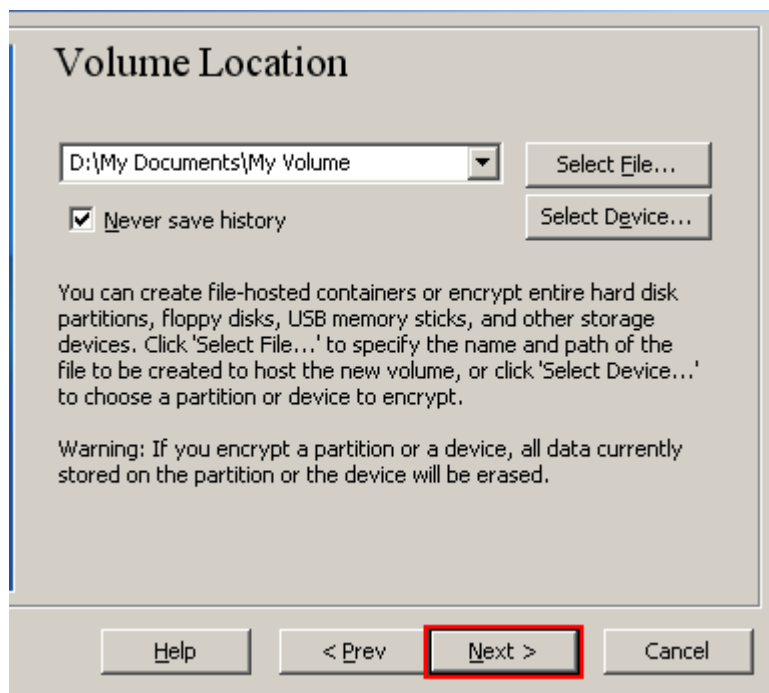 Volume Location
D:\My Documents\My Volume
Select File...
Never save history
Select Device...
You can create file-hosted containers or encrypt entire hard disk
partitions, floppy disks, USB memory sticks, and other storage
devices. Click 'Select File...' to specify the name and path of the
file to be created to host the new volume, or click 'Select Device...'
to choose a partition or device to encrypt.
Warning: If you encrypt a partition or a device, all data currently
stored on the partition or the device will be erased.
Help
< Prev
Next >
Cancel